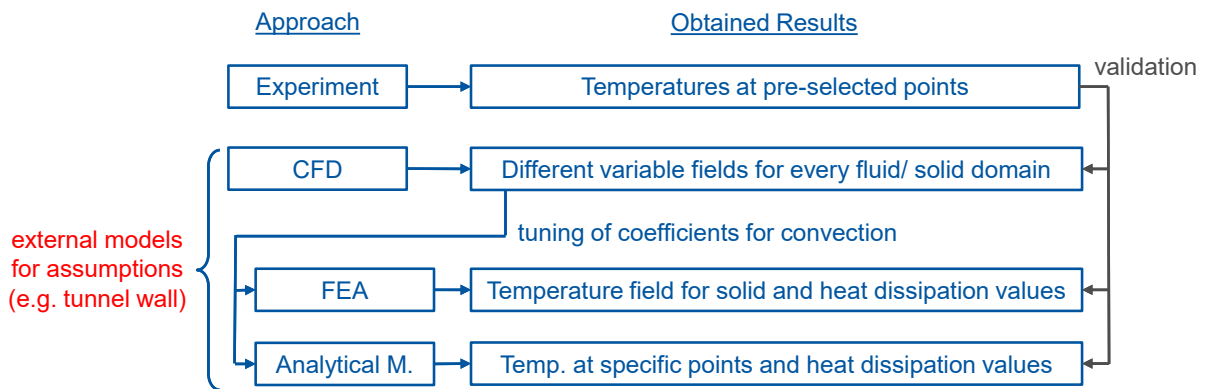 Approach
Obtained Results
validation
Experiment
Temperatures at pre-selected points
CFD
Different variable fields for every fluid/ solid domain
tuning of coefficients for convection
external models
for assumptions
(e.g. tunnel wall)
FEA
Temperature field for solid and heat dissipation values
Analytical M.
Temp. at specific points and heat dissipation values